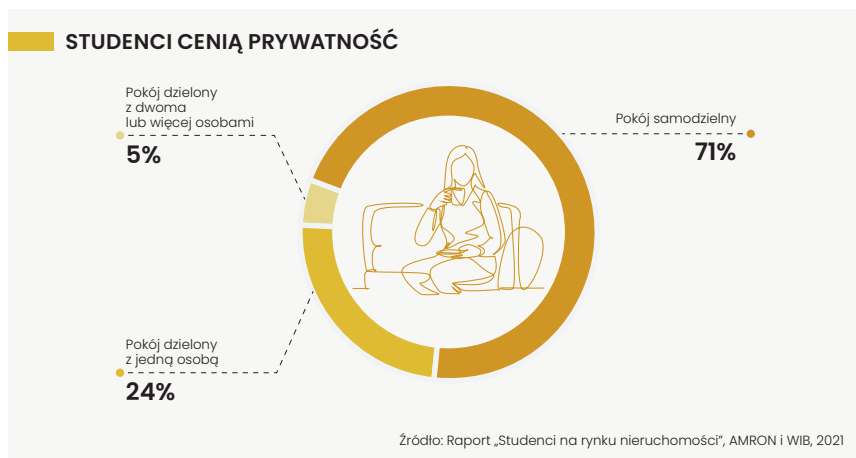 STUDENCI CENIĄ PRYWATNOŚĆ
Pokój dzielony
z dwoma
lub więcej osobami
5%
Pokój samodzielny
71%
Pokój dzielony
z jedną osobą
24%
Źródło: Raport „Studenci na rynku nieruchomości”, AMRON i WIB, 2021